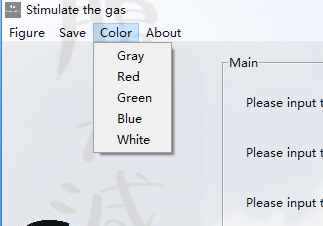 Stimulate the gas
Figure Save Color About
Gray
Red
Green
Blue
White
Main
Please input t
Please input t
Please input t